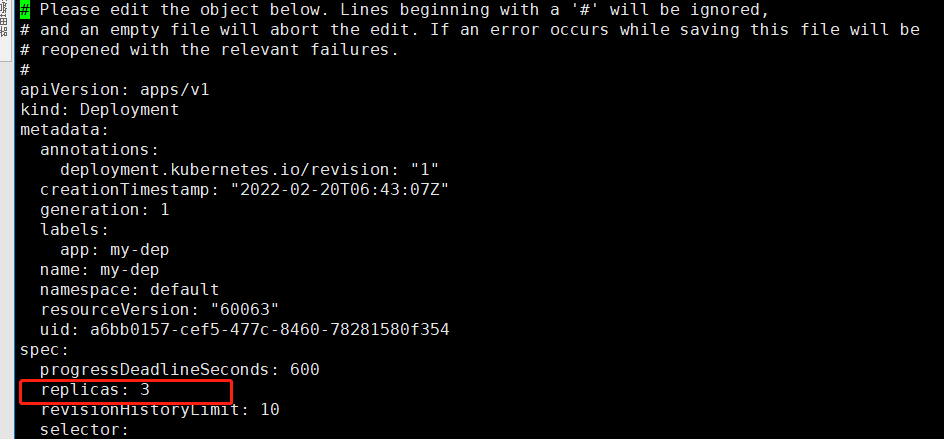 # Please edit the object below. Lines beginning with a '#' will be ignored,
# and an empty file will abort the edit. If an error occurs while saving this file will be
# reopened with the relevant failures.
#
apiVersion: apps/v1
kind: Deployment
metadata:
  annotations:
    deployment.kubernetes.io/revision: "1"
  creationTimestamp: "2022-02-20T06:43:07Z"
  generation: 1
  labels:
    app: my-dep
  name: my-dep
  namespace: default
  resourceVersion: "60063"
  uid: a6bb0157-cef5-477c-8460-78281580f354
spec:
  progressDeadlineSeconds: 600
  replicas: 3
  revisionHistoryLimit: 10
  selector: